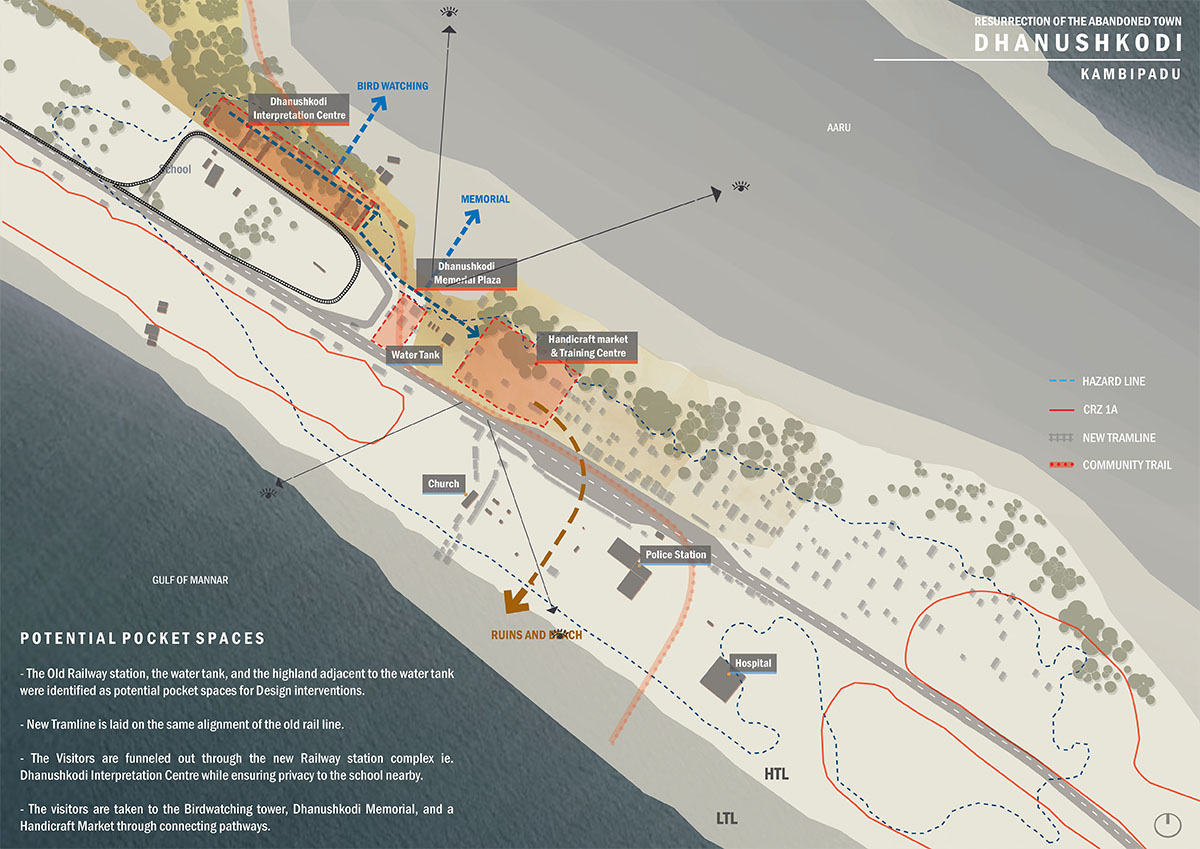 RESURRECTION OF THE ABANDONED TOWN
DHANUSHKODI
KAMBIPADU
BIRD WATCHING
Dhanushkodi
Interpretation Centre
AARU
School
MEMORIAL
Dhanushkodi
Memorial Plaza
Handicraft market
& Training Centre
Water Tank
HAZARD LINE
CRZ 1A
NEW TRAMLINE
COMMUNITY TRAIL
Church
Police Station
GULF OF MANNAR
RUINS AND BEACH
POTENTIAL POCKET SPACES
Hospital
- The Old Railway station, the water tank, and the highland adjacent to the water tank
were identified as potential pocket spaces for Design interventions.
- New Tramline is laid on the same alignment of the old rail line.
- The Visitors are funneled out through the new Railway station complex ie.
Dhanushkodi Interpretation Centre while ensuring privacy to the school nearby.
- The visitors are taken to the Birdwatching tower, Dhanushkodi Memorial, and a
Handicraft Market through connecting pathways.
HTL
LTL